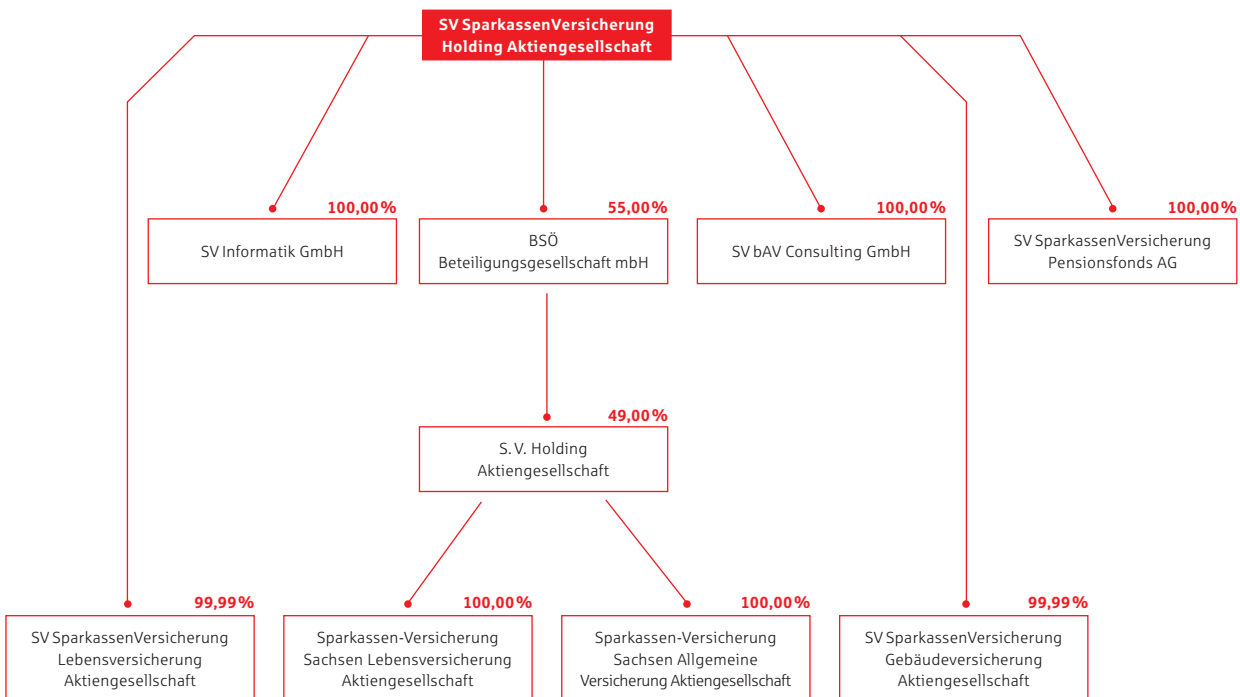 SV SparkassenVersicherung
Holding Aktiengesellschaft
100,00%
SV Informatik GmbH
55,00%
BSÖ
Beteiligungsgesellschaft mbH
100,00%
SV bAV Consulting GmbH
100,00%
SV SparkassenVersicherung
Pensionsfonds AG
49,00%
S. V. Holding
Aktiengesellschaft
99,99%
SV SparkassenVersicherung
Lebensversicherung
Aktiengesellschaft
100,00%
Sparkassen-Versicherung
Sachsen Lebensversicherung
Aktiengesellschaft
100,00%
Sparkassen-Versicherung
Sachsen Allgemeine
Versicherung Aktiengesellschaft
99,99%
SV SparkassenVersicherung
Gebäudeversicherung
Aktiengesellschaft